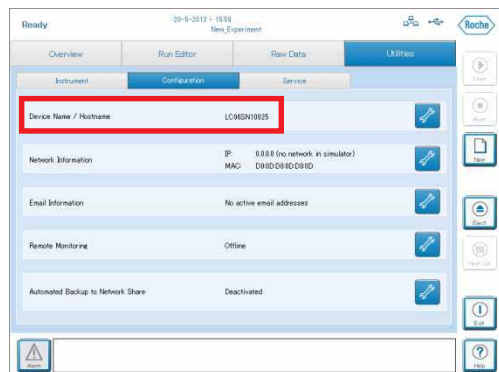 Ready
20-5-2013 - 15:59
New_Experiment
Roche
Overview
Run Editor
Raw Data
Utilities
Instrument
Configuration
Service
Start
Abort
Device Name / Hostname
LC96SN10025
New
Network Information
IP: 0.0.0.0 (no network in simulator)
MAC: D0:0D:D0:0D:D0:0D
Email Information
No active email addresses
Eject
Remote Monitoring
Offline
Automated Backup to Network Share
Deactivated
Exit
Alarm
Help